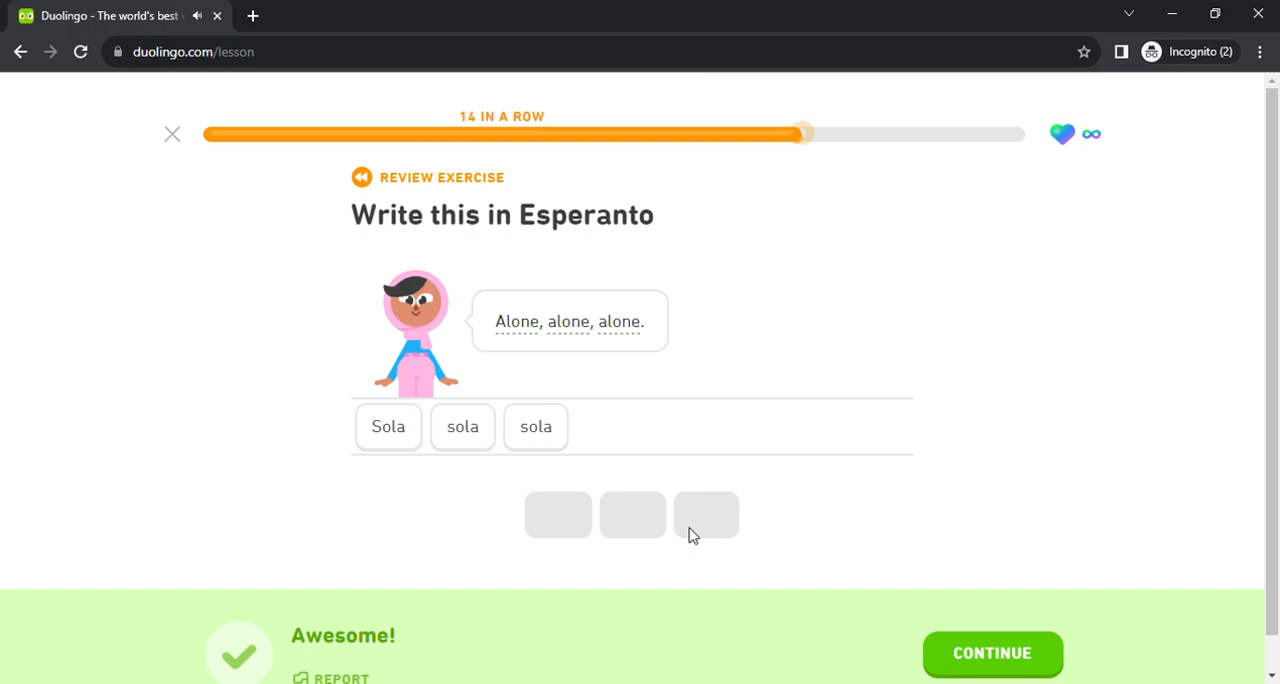 Duolingo - The world's best
duolingo.com/lesson
Incognito (2)
14 IN A ROW
REVIEW EXERCISE
Write this in Esperanto
Alone, alone, alone.
Sola sola sola
Awesome!
REPORT
CONTINUE